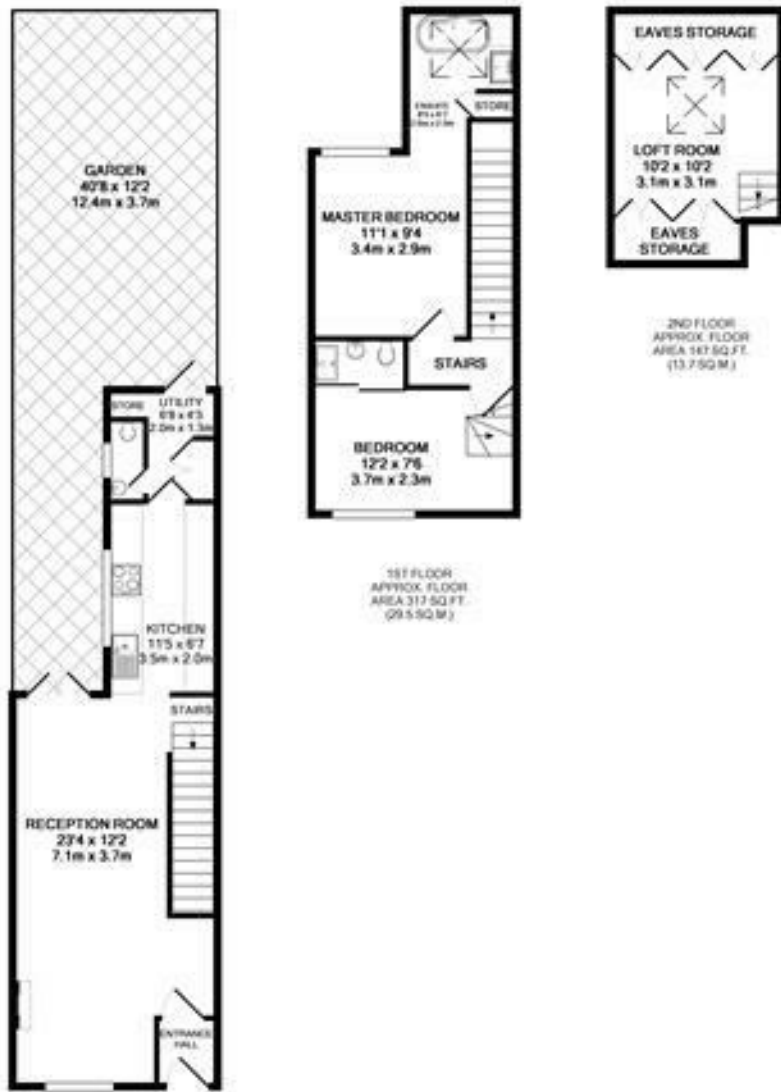 GARDEN
40'8 x 12'2
12.4m x 3.7m
STORE
UTILITY
6'8 x 4'3
2.0m x 1.3m
KITCHEN
11'5 x 6'7
3.5m x 2.0m
STAIRS
RECEPTION ROOM
23'4 x 12'2
7.1m x 3.7m
ENTRANCE
HALL
ENSUITE
STORE
MASTER BEDROOM
11'1 x 9'4
3.4m x 2.9m
STAIRS
BEDROOM
12'2 x 7'6
3.7m x 2.3m
1ST FLOOR
APPROX. FLOOR
AREA 317 SQ.FT.
(29.5 SQ.M.)
EAVES STORAGE
LOFT ROOM
10'2 x 10'2
3.1m x 3.1m
EAVES
STORAGE
2ND FLOOR
APPROX. FLOOR
AREA 147 SQ.FT.
(13.7 SQ.M.)